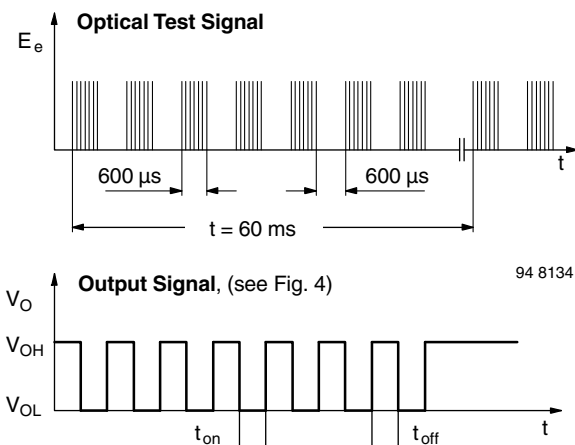 Optical Test Signal
E e
t
600 µs
600 µs
t = 60 ms
94 8134
Output Signal, (see Fig. 4)
V O
V OH
V OL
t on
t off
t